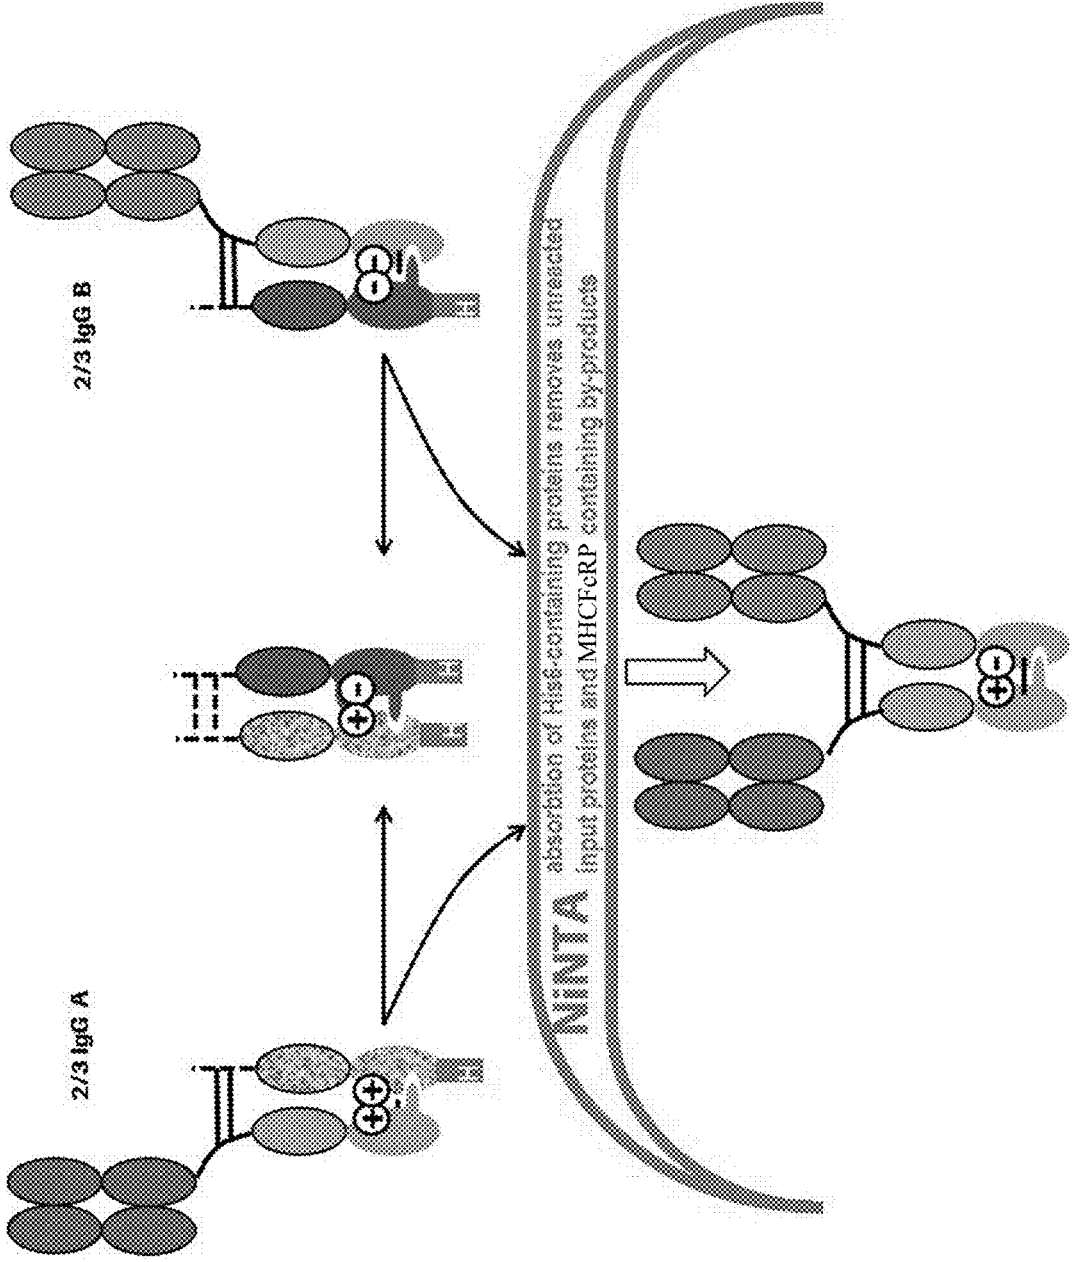 2/3 IgG A
2/3 IgG B
H
H
H
H
NiNTA
absorbtion of Hist-containing proteins removes unreacted
input proteins and MHCFcRP containing by-products